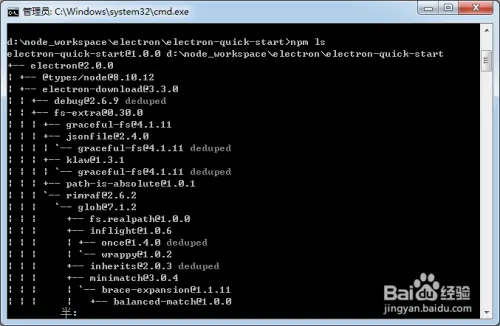 管理员: C:\Windows\system32\cmd.exe
d:\node_workspace\electron\electron-quick-start>npm ls
electron-quick-start@1.0.0 d:\node_workspace\electron\electron-quick-start
+-- electron@2.0.0
¦ +-- @types/node@8.10.12
¦ +-- electron-download@3.3.0
¦ ¦ +-- debug@2.6.9 deduped
¦ ¦ +-- fs-extra@0.30.0
¦ ¦ ¦ +-- graceful-fs@4.1.11
¦ ¦ ¦ +-- jsonfile@2.4.0
¦ ¦ ¦ ¦ `-- graceful-fs@4.1.11 deduped
¦ ¦ ¦ +-- klaw@1.3.1
¦ ¦ ¦ ¦ `-- graceful-fs@4.1.11 deduped
¦ ¦ ¦ +-- path-is-absolute@1.0.1
¦ ¦ ¦ `-- rimraf@2.6.2
¦ ¦ ¦   `-- glob@7.1.2
¦ ¦ ¦     +-- fs.realpath@1.0.0
¦ ¦ ¦     +-- inflight@1.0.6
¦ ¦ ¦     ¦ +-- once@1.4.0 deduped
¦ ¦ ¦     ¦ `-- wrappy@1.0.2
¦ ¦ ¦     +-- inherits@2.0.3 deduped
¦ ¦ ¦     +-- minimatch@3.0.4
¦ ¦ ¦     ¦ `-- brace-expansion@1.1.11
¦ ¦ ¦     ¦   +-- balanced-match@1.0.0
半:
Bai du 经验
jingyan.baidu.com